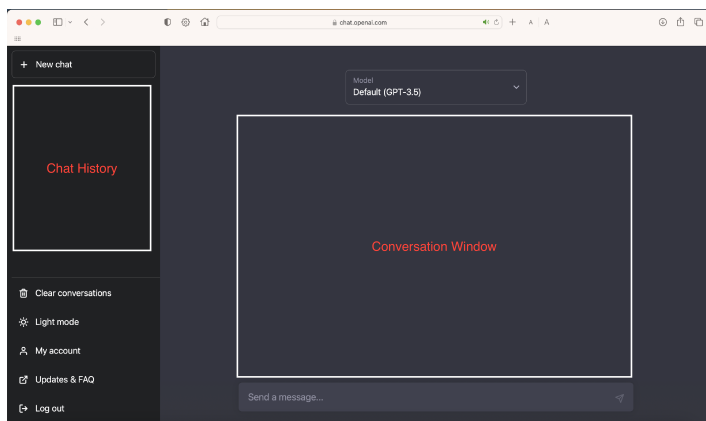 chat.openai.com
A A
+ New chat
Model
Default (GPT-3.5)
Chat History
Conversation Window
Clear conversations
Light mode
My account
Updates & FAQ
Log out
Send a message...